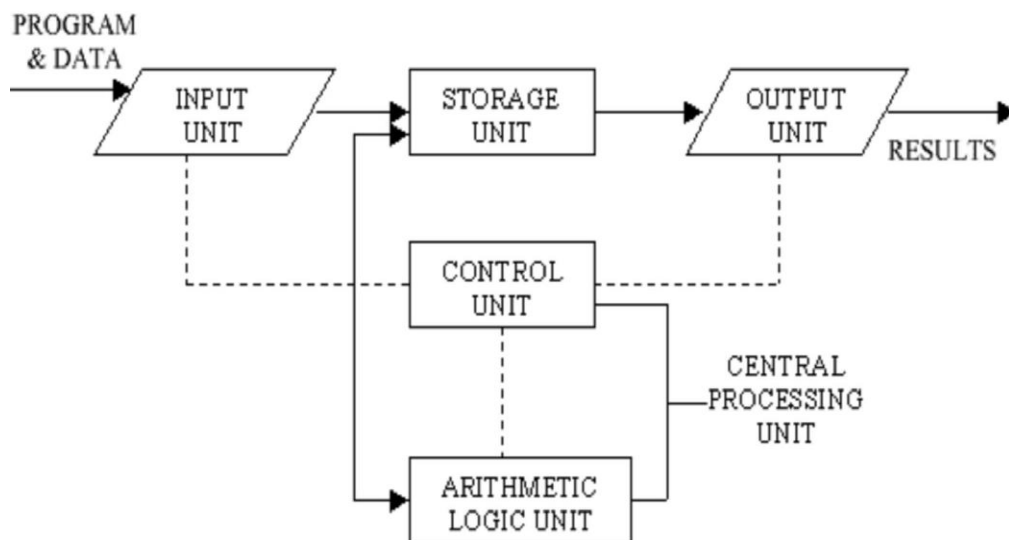 PROGRAM
& DATA
INPUT
UNIT
STORAGE
UNIT
OUTPUT
UNIT
RESULTS
CONTROL
UNIT
CENTRAL
PROCESSING
UNIT
ARITHMETIC
LOGIC UNIT